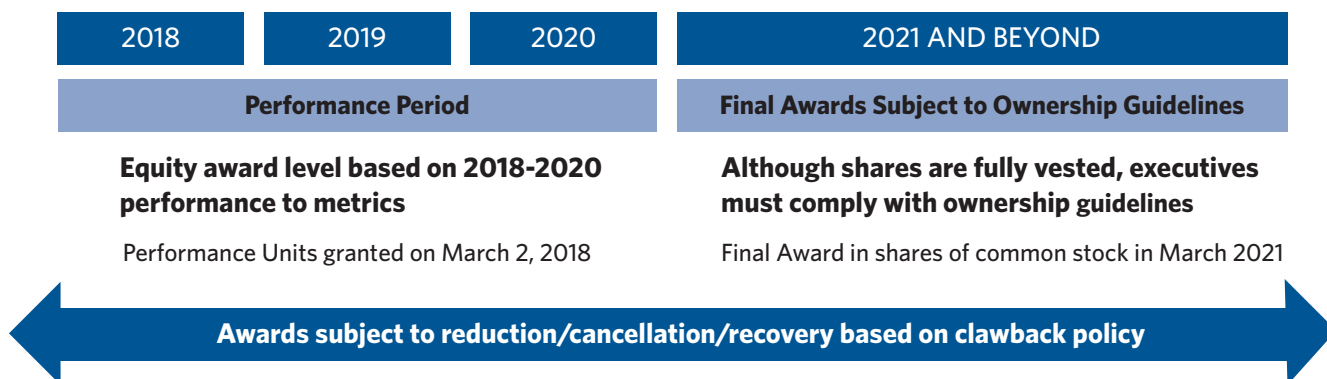 2018
2019
2020
2021 AND BEYOND
Performance Period
Final Awards Subject to Ownership Guidelines
Equity award level based on 2018-2020
performance to metrics
Performance Units granted on March 2, 2018
Although shares are fully vested, executives
must comply with ownership guidelines
Final Award in shares of common stock in March 2021
Awards subject to reduction/cancellation/recovery based on clawback policy